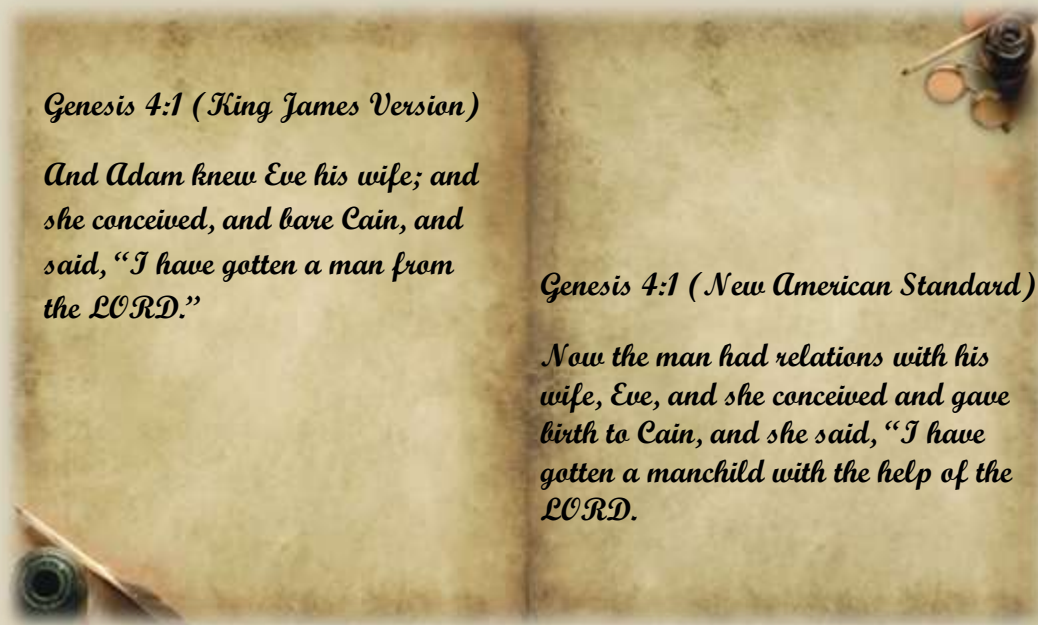 Genesis 4:1 (King James Version)
And Adam knew Eve his wife; and
she conceived, and bare Cain, and
said, “I have gotten a man from
the LORD.”
Genesis 4:1 (New American Standard)
Now the man had relations with his
wife, Eve, and she conceived and gave
birth to Cain, and she said, “I have
gotten a manchild with the help of the
LORD.